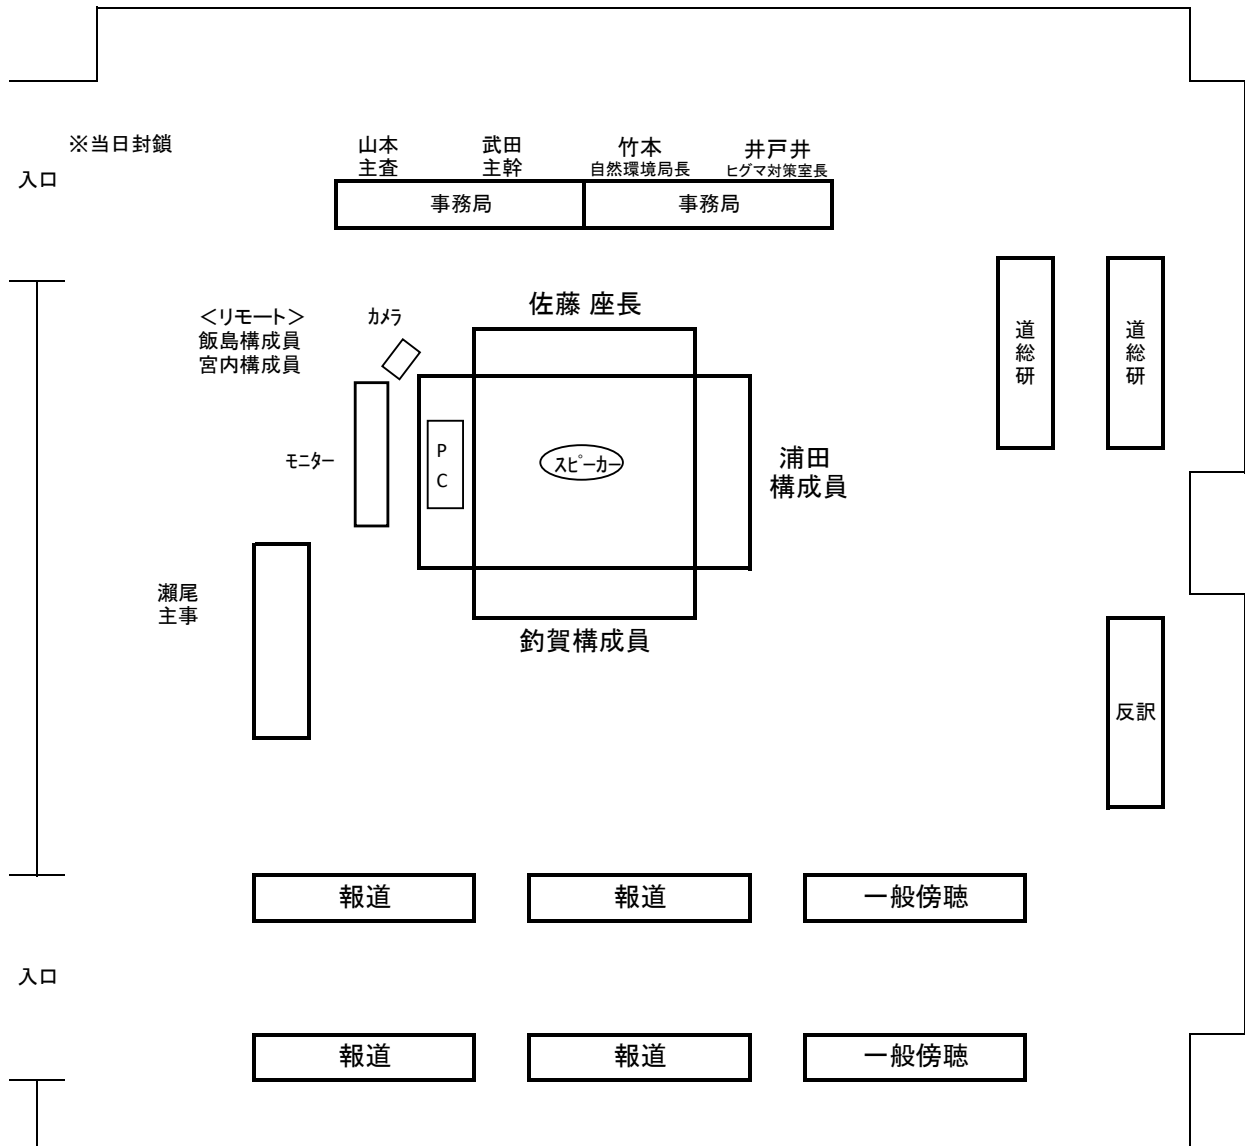 ※当日封鎖
入口
山本
主査
武田
主幹
竹本
自然環境局長
井戸井
ヒグマ対策室長
事務局
事務局
佐藤 座長
＜リモート＞
飯島構成員
宮内構成員
ｶﾒﾗ
ﾓﾆﾀｰ
PC
ｽﾋﾟｰｶｰ
浦田
構成員
道総研
道総研
瀬尾
主事
釣賀構成員
反訳
報道
報道
一般傍聴
入口
報道
報道
一般傍聴